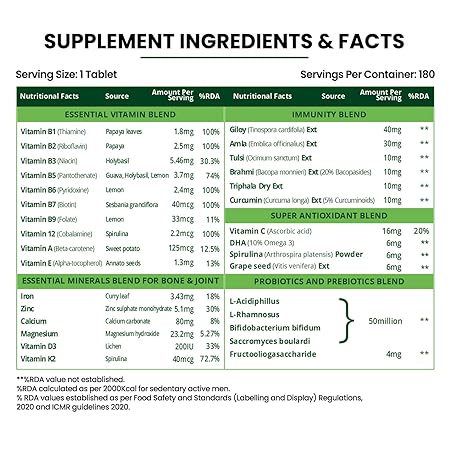 SUPPLEMENT INGREDIENTS & FACTS
Serving Size: 1 Tablet
Servings Per Container: 180
Nutritional Facts Source Amount Per Serving %RDA
ESSENTIAL VITAMIN BLEND
Vitamin B1 (Thiamine) Papaya leaves 1.8mg 100%
Vitamin B2 (Riboflavin) Papaya 2.5mg 100%
Vitamin B3 (Niacin) Holybasil 5.46mg 30.3%
Vitamin B5 (Pantothenate) Guava, Holybasil, Lemon 3.7mg 74%
Vitamin B6 (Pyridoxine) Lemon 2.4mg 100%
Vitamin B7 (Biotin) Sesbania grandiflora 40mcg 100%
Vitamin B9 (Folate) Lemon 33mcg 11%
Vitamin 12 (Cobalamine) Spirulina 2.2mcg 100%
Vitamin A (Beta-carotene) Sweet potato 125mcg 12.5%
Vitamin E (Alpha-tocopherol) Annato seeds 1.3mg 13%
ESSENTIAL MINERALS BLEND FOR BONE & JOINT
Iron Curry leaf 3.43mg 18%
Zinc Zinc sulphate monohydrate 5.1mg 30%
Calcium Calcium carbonate 80mg 8%
Magnesium Magnesium hydroxide 23.2mg 5.27%
Vitamin D3 Lichen 200IU 33%
Vitamin K2 Spirulina 40mcg 72.7%
Nutritional Facts Amount Per Serving %RDA
IMMUNITY BLEND
Giloy (Tinospora cardifolia) Ext 40mg **
Amla (Emblica officinalis) Ext 30mg **
Tulsi (Ocimum sanctum) Ext 10mg **
Brahmi (Bacopa monnieri) Ext (20% Bacopasides) 10mg **
Triphala Dry Ext 10mg **
Curcumin (Curcuma longa) Ext (5% Curcuminoids) 10mg **
SUPER ANTIOXIDANT BLEND
Vitamin C (Ascorbic acid) 16mg 20%
DHA (10% Omega 3) 6mg **
Spirulina (Arthrospira platensis) Powder 6mg **
Grape seed (Vitis venifera) Ext 6mg **
PROBIOTICS AND PREBIOTICS BLEND
L-Acidiphillus
L-Rhamnosus
Bifidobacterium bifidum
Saccromyces boulardi
50million **
Fructooliogasaccharide 4mg **
**%RDA value not established.
%RDA calculated as per 2000Kcal for sedentary active men.
% RDA values established as per Food Safety and Standards (Labelling and Display) Regulations,
2020 and ICMR guidelines 2020.